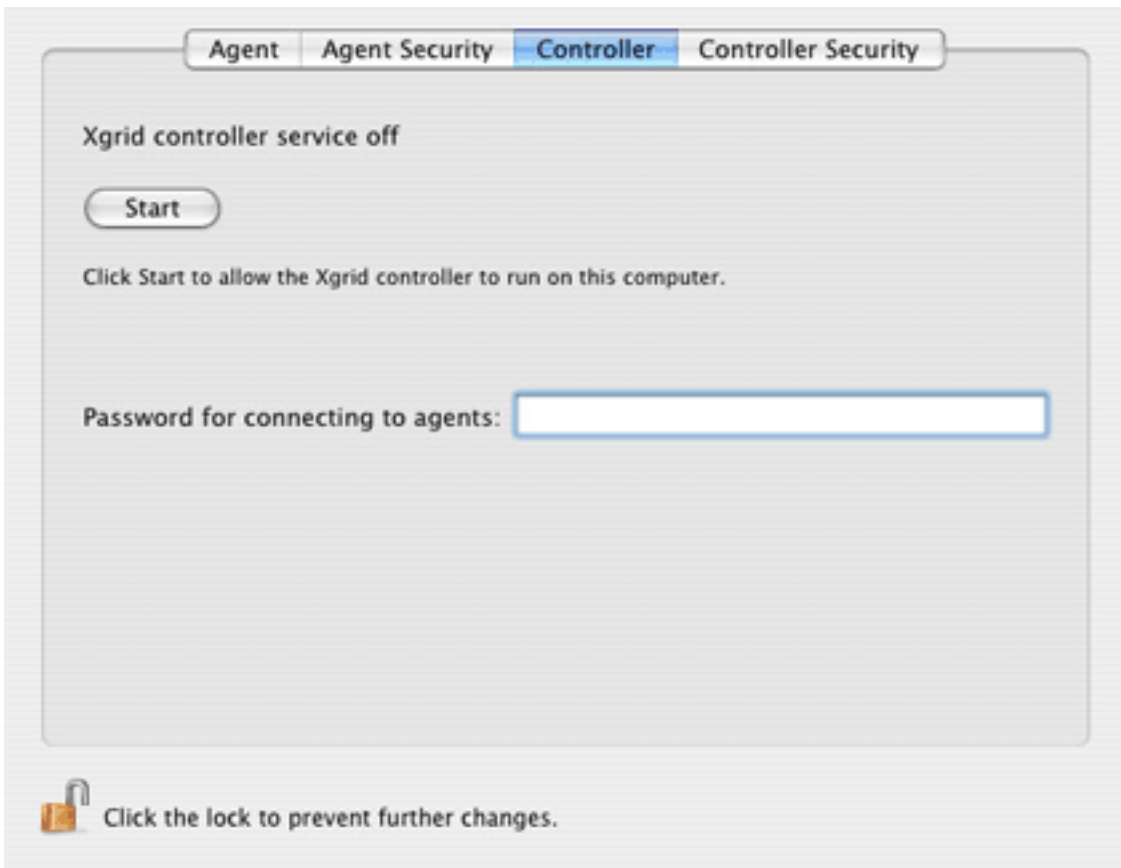 Agent Agent Security Controller Controller Security
Xgrid controller service off
Start
Click Start to allow the Xgrid controller to run on this computer.
Password for connecting to agents:
Click the lock to prevent further changes.